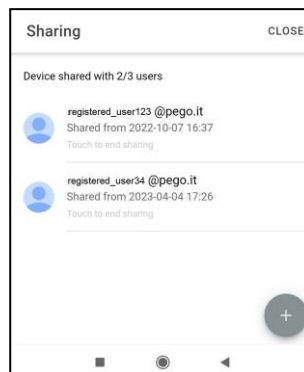 Sharing CLOSE
Device shared with 2/3 users
registered_user123 @pego.it
Shared from 2022-10-07 16:37
Touch to end sharing
registered_user34 @pego.it
Shared from 2023-04-04 17:26
Touch to end sharing
+